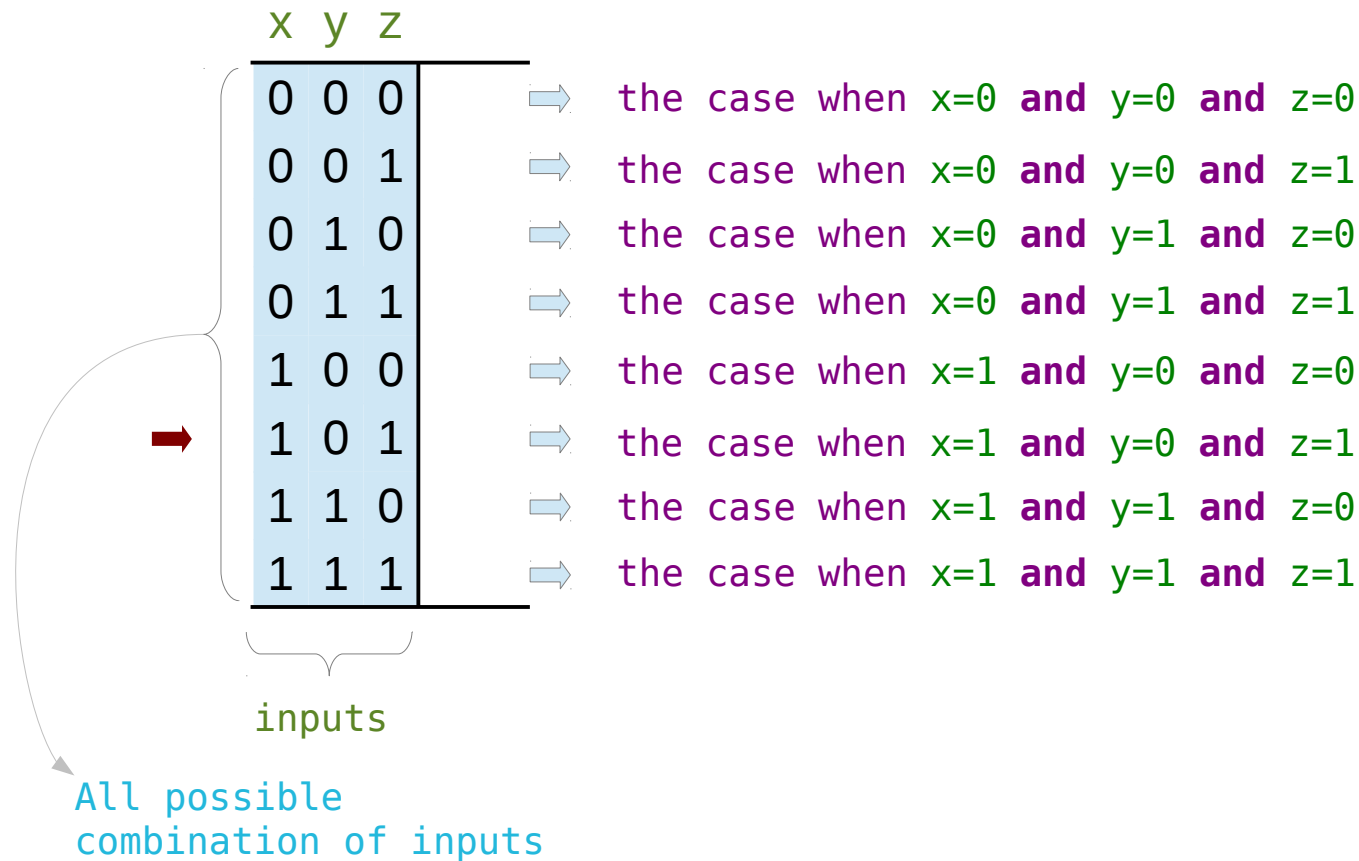 x y z
0 0 0 the case when x=0 and y=0 and z=0
0 0 1 the case when x=0 and y=0 and z=1
0 1 0 the case when x=0 and y=1 and z=0
0 1 1 the case when x=0 and y=1 and z=1
1 0 0 the case when x=1 and y=0 and z=0
1 0 1 the case when x=1 and y=0 and z=1
1 1 0 the case when x=1 and y=1 and z=0
1 1 1 the case when x=1 and y=1 and z=1
inputs
All possible
combination of inputs